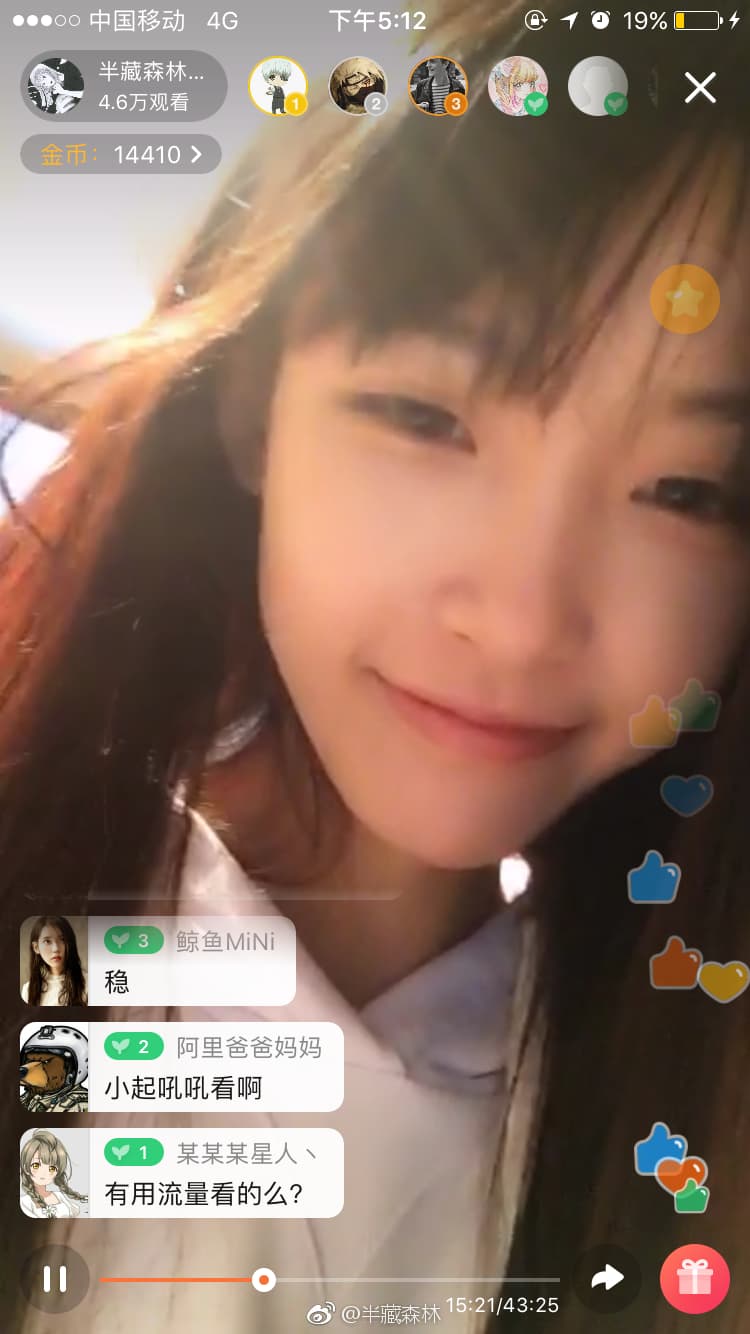 中国移动 4G 下午5:12 19%
半藏森林...
4.6万观看
1 2 3
金币： 14410
3 鲸鱼MiNi
稳
2 阿里爸爸妈妈
小起吼吼看啊
1 某某某星人丶
有用流量看的么?
15:21/43:25
@半藏森林